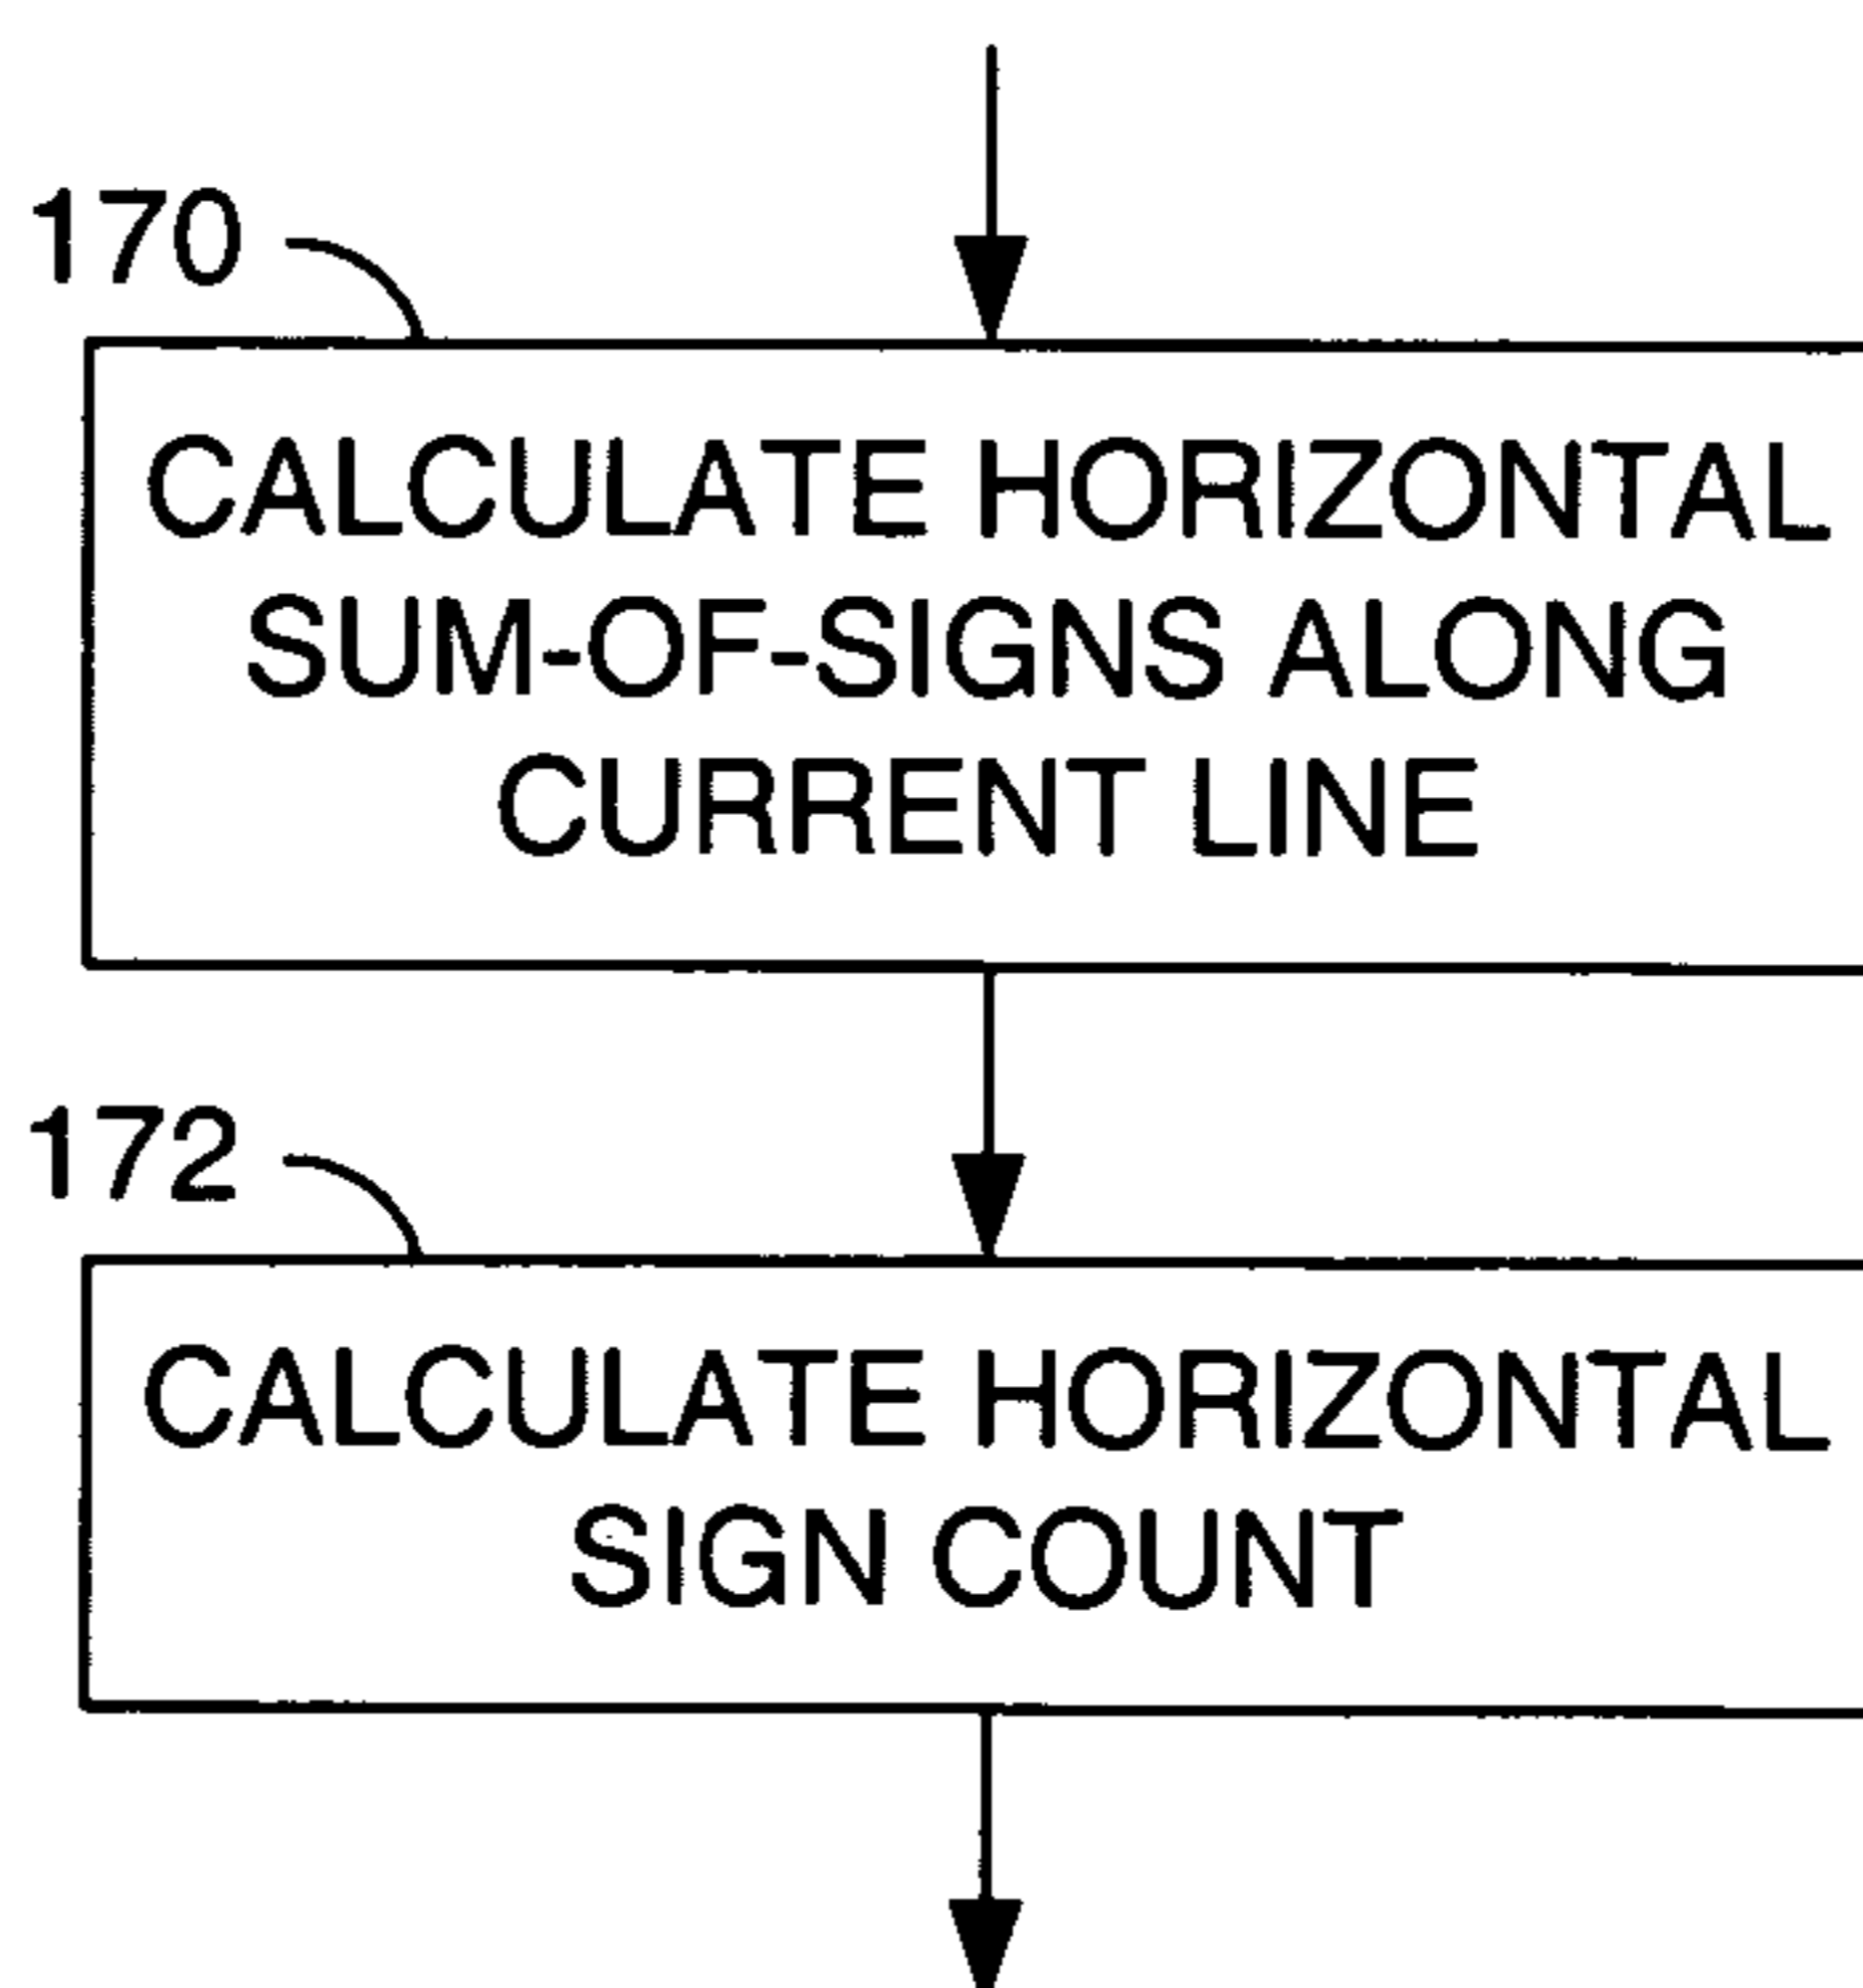 170
CALCULATE HORIZONTAL
SUM-OF-SIGNS ALONG
CURRENT LINE
172
CALCULATE HORIZONTAL
SIGN COUNT